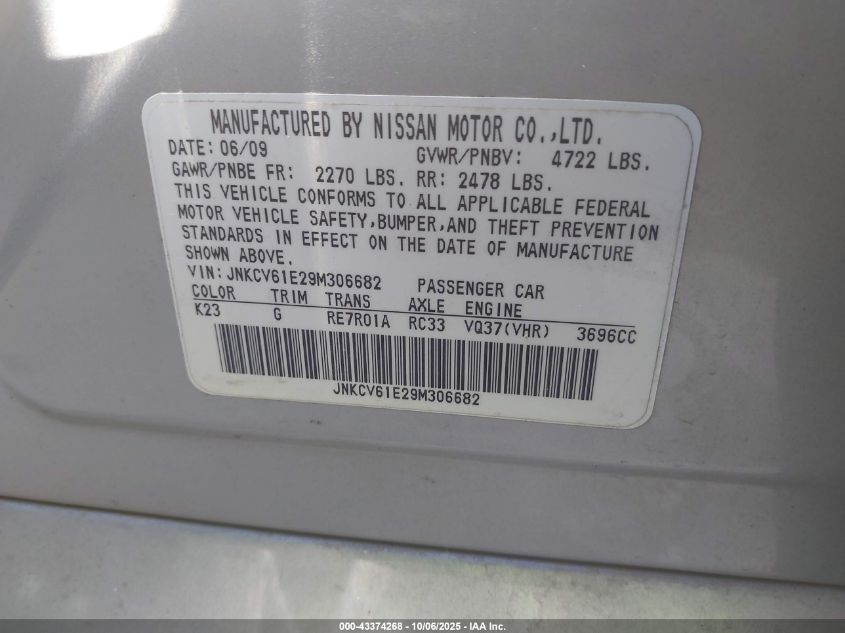 MANUFACTURED BY NISSAN MOTOR CO.,LTD.
DATE: 06/09 GVWR/PNBV: 4722 LBS.
GAWR/PNBE FR: 2270 LBS. RR: 2478 LBS.
THIS VEHICLE CONFORMS TO ALL APPLICABLE FEDERAL
MOTOR VEHICLE SAFETY,BUMPER,AND THEFT PREVENTION
STANDARDS IN EFFECT ON THE DATE OF MANUFACTURE
SHOWN ABOVE.
VIN: JNKCV61E29M306682 PASSENGER CAR
COLOR TRIM TRANS AXLE ENGINE
K23 G RE7R01A RC33 VQ37(VHR) 3696CC
JNKCV61E29M306682
000-43374268 - 10/06/2025 - IAA Inc.